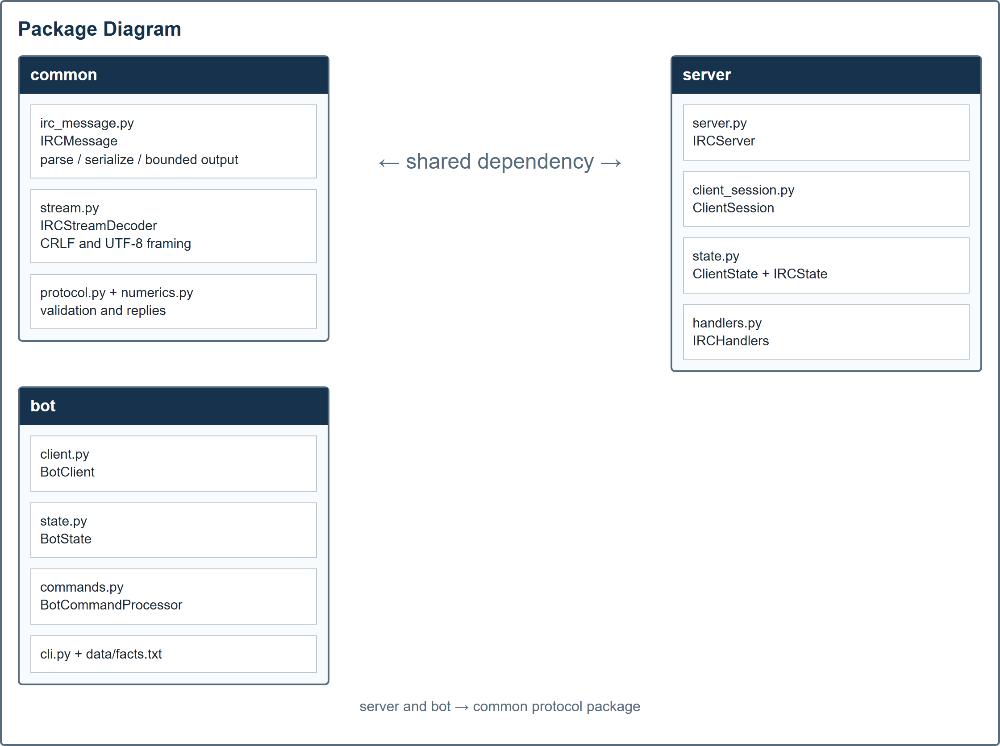 Package Diagram
common
irc_message.py
IRCMessage
parse / serialize / bounded output
stream.py
IRCStreamDecoder
CRLF and UTF-8 framing
protocol.py + numerics.py
validation and replies
← shared dependency →
server
server.py
IRCServer
client_session.py
ClientSession
state.py
ClientState + IRCState
handlers.py
IRCHandlers
bot
client.py
BotClient
state.py
BotState
commands.py
BotCommandProcessor
cli.py + data/facts.txt
server and bot → common protocol package